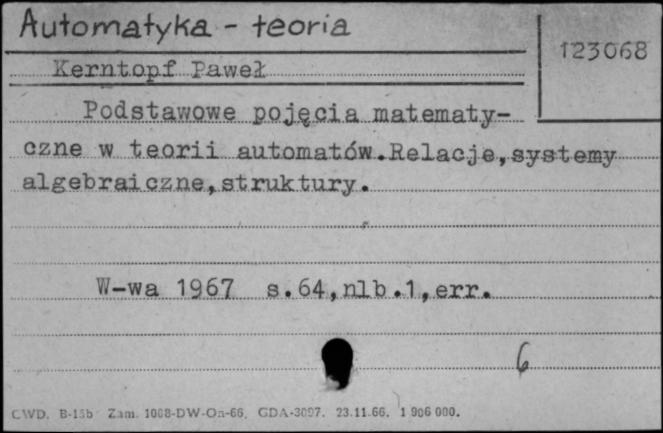 Automatyka - teoria
123068
Kerntopf Paweł
Podstawowe pojęcia matematy-
czne w teorii automatów.Relacje,systemy
algebraiczne,struktury.
W-wa 1967 s.64,nlb.1,err.
6
CWD. B-15b Zam. 1008-DW-On-66. GDA-3097. 23.11.66. 1 906 000.